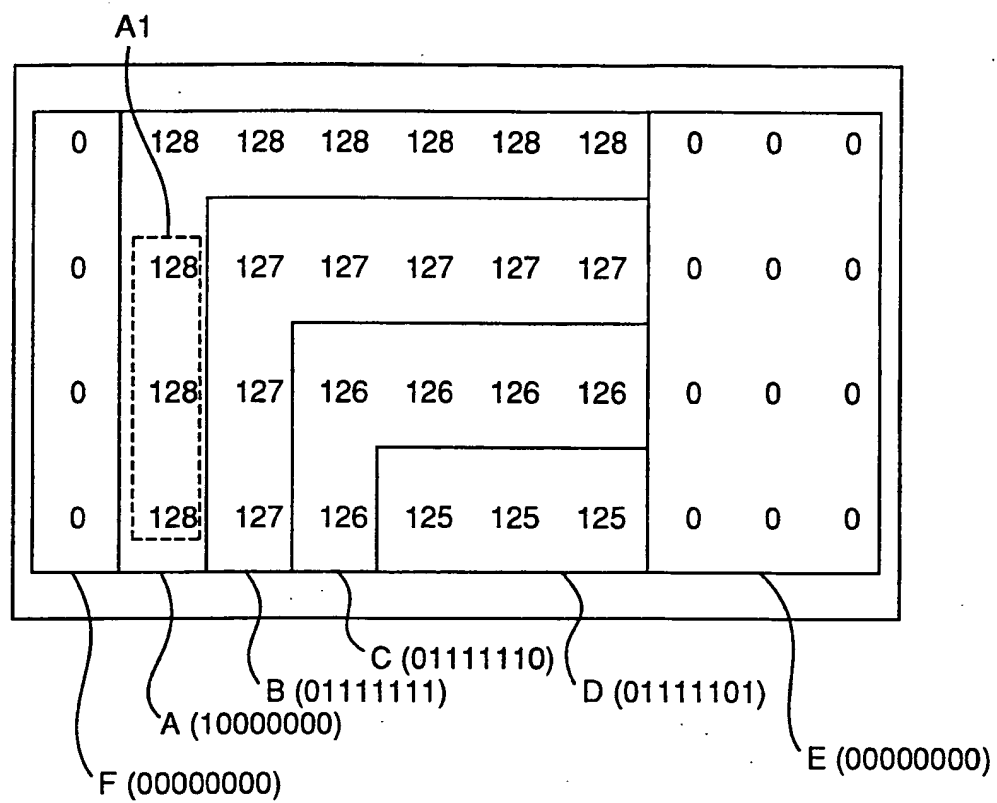 A1
0 128 128 128 128 128 128 0 0 0
0 128 127 127 127 127 127 0 0 0
0 128 127 126 126 126 126 0 0 0
0 128 127 126 125 125 125 0 0 0
C (01111110)
B (01111111)
D (01111101)
A (10000000)
E (00000000)
F (00000000)